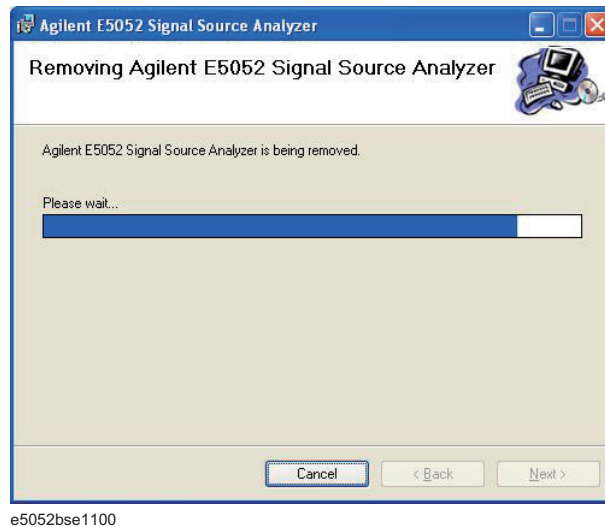 Agilent E5052 Signal Source Analyzer
Removing Agilent E5052 Signal Source Analyzer
Agilent E5052 Signal Source Analyzer is being removed.
Please wait...
Cancel
< Back
Next >
e5052bse1100